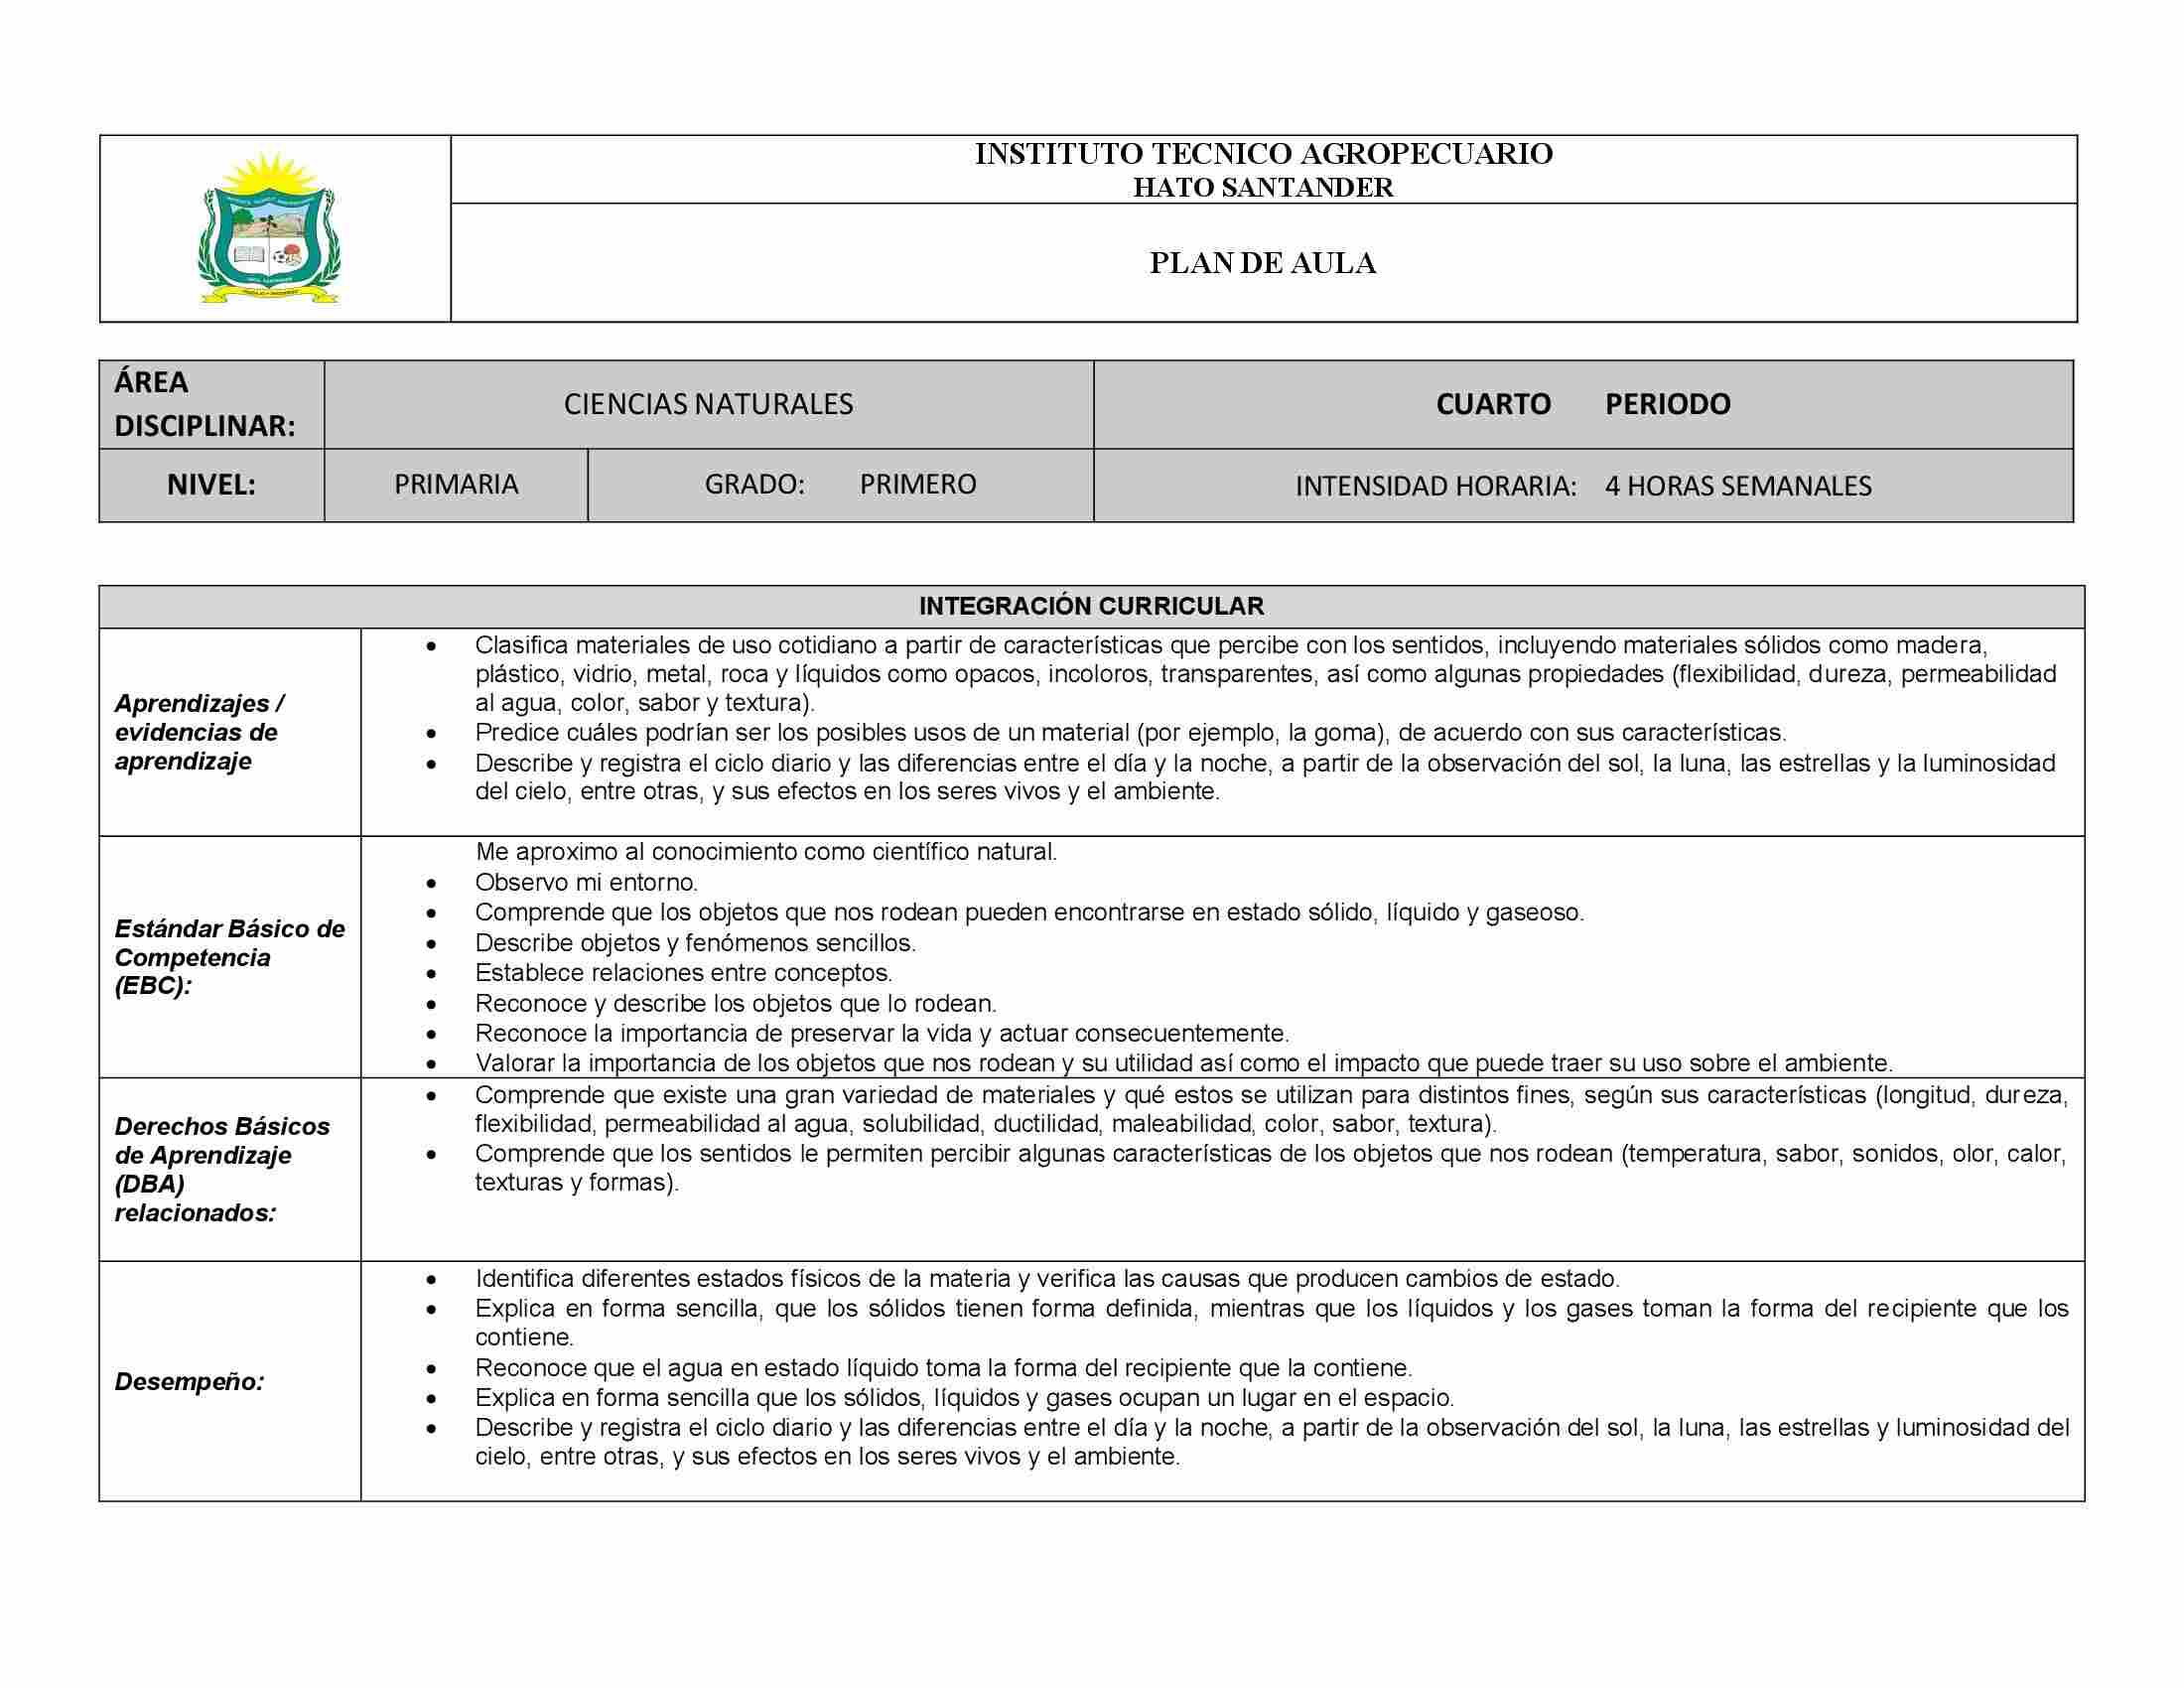 INSTITUTO TECNICO AGROPECUARIO
HATO SANTANDER
PLAN DE AULA
ÁREA
DISCIPLINAR:
CIENCIAS NATURALES
CUARTO PERIODO
NIVEL:
PRIMARIA
GRADO: PRIMERO
INTENSIDAD HORARIA: 4 HORAS SEMANALES
INTEGRACIÓN CURRICULAR
Aprendizajes /
evidencias de
aprendizaje
• Clasifica materiales de uso cotidiano a partir de características que percibe con los sentidos, incluyendo materiales sólidos como madera,
plástico, vidrio, metal, roca y líquidos como opacos, incoloros, transparentes, así como algunas propiedades (flexibilidad, dureza, permeabilidad
al agua, color, sabor y textura).
• Predice cuáles podrían ser los posibles usos de un material (por ejemplo, la goma), de acuerdo con sus características.
• Describe y registra el ciclo diario y las diferencias entre el día y la noche, a partir de la observación del sol, la luna, las estrellas y la luminosidad
del cielo, entre otras, y sus efectos en los seres vivos y el ambiente.
Estándar Básico de
Competencia
(EBC):
Me aproximo al conocimiento como científico natural.
• Observo mi entorno.
• Comprende que los objetos que nos rodean pueden encontrarse en estado sólido, líquido y gaseoso.
• Describe objetos y fenómenos sencillos.
• Establece relaciones entre conceptos.
• Reconoce y describe los objetos que lo rodean.
• Reconoce la importancia de preservar la vida y actuar consecuentemente.
• Valorar la importancia de los objetos que nos rodean y su utilidad así como el impacto que puede traer su uso sobre el ambiente.
Derechos Básicos
de Aprendizaje
(DBA)
relacionados:
• Comprende que existe una gran variedad de materiales y qué estos se utilizan para distintos fines, según sus características (longitud, dureza,
flexibilidad, permeabilidad al agua, solubilidad, ductilidad, maleabilidad, color, sabor, textura).
• Comprende que los sentidos le permiten percibir algunas características de los objetos que nos rodean (temperatura, sabor, sonidos, olor, calor,
texturas y formas).
Desempeño:
• Identifica diferentes estados físicos de la materia y verifica las causas que producen cambios de estado.
• Explica en forma sencilla, que los sólidos tienen forma definida, mientras que los líquidos y los gases toman la forma del recipiente que los
contiene.
• Reconoce que el agua en estado líquido toma la forma del recipiente que la contiene.
• Explica en forma sencilla que los sólidos, líquidos y gases ocupan un lugar en el espacio.
• Describe y registra el ciclo diario y las diferencias entre el día y la noche, a partir de la observación del sol, la luna, las estrellas y luminosidad del
cielo, entre otras, y sus efectos en los seres vivos y el ambiente.